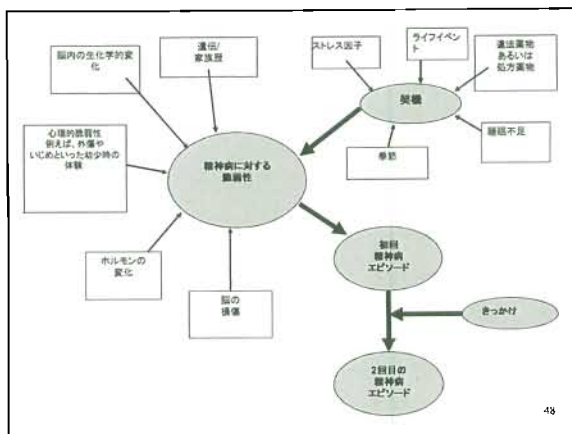 脳内の生化学的変
化
遺伝/
家族歴
ストレス因子
ライフイベン
ト
違法薬物
あるいは
処方薬物
契機
心理的脆弱性
例えば、外傷や
いじめといった幼少時の
体験
精神病に対する
脆弱性
季節
睡眠不足
ホルモンの
変化
脳の
損傷
初回
精神病
エピソード
きっかけ
2回目の
精神病
エピソード
48